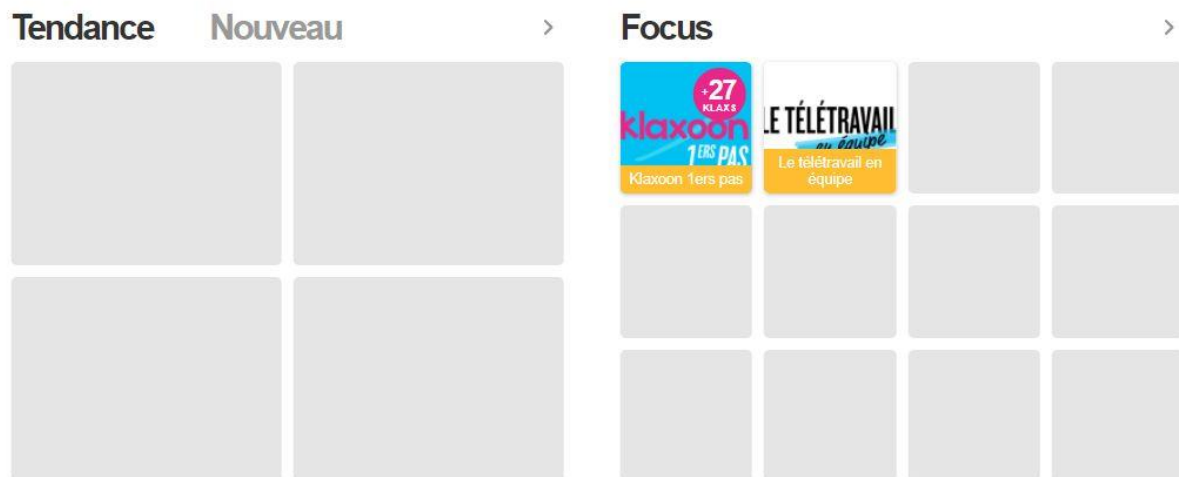 Tendance Nouveau
Focus
+27
KLAXS
klaxoon
1ERS PAS
Klaxoon 1ers pas
LE TÉLÉTRAVAIL
en équipe
Le télétravail en
équipe